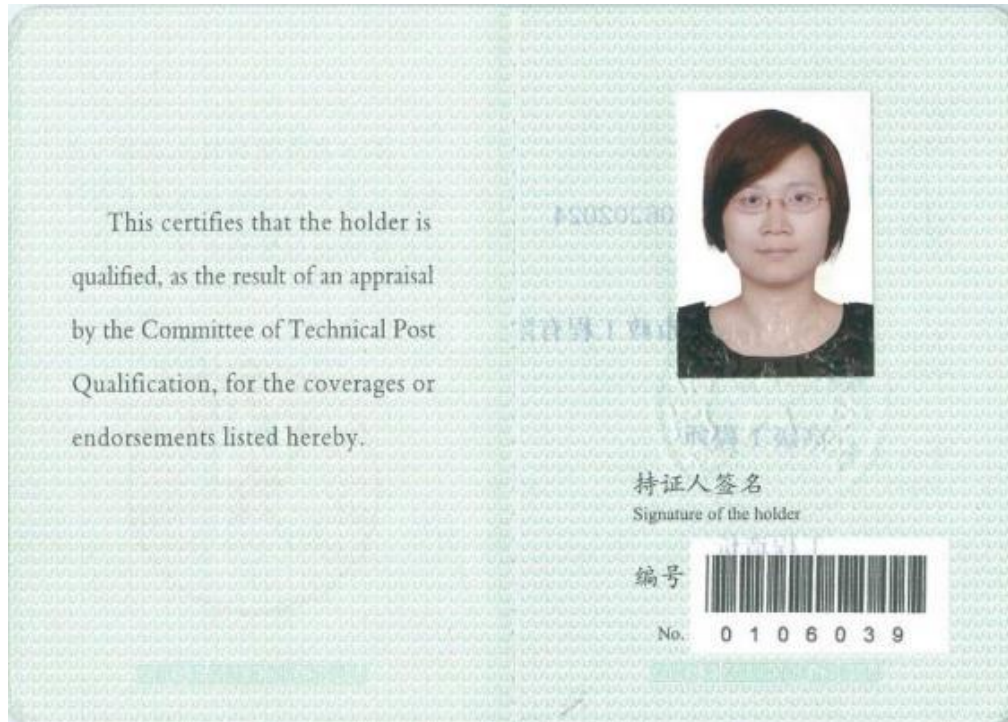 This certifies that the holder is
qualified, as the result of an appraisal
by the Committee of Technical Post
Qualification, for the coverages or
endorsements listed hereby.
持证人签名
Signature of the holder
编号
No.
0106039